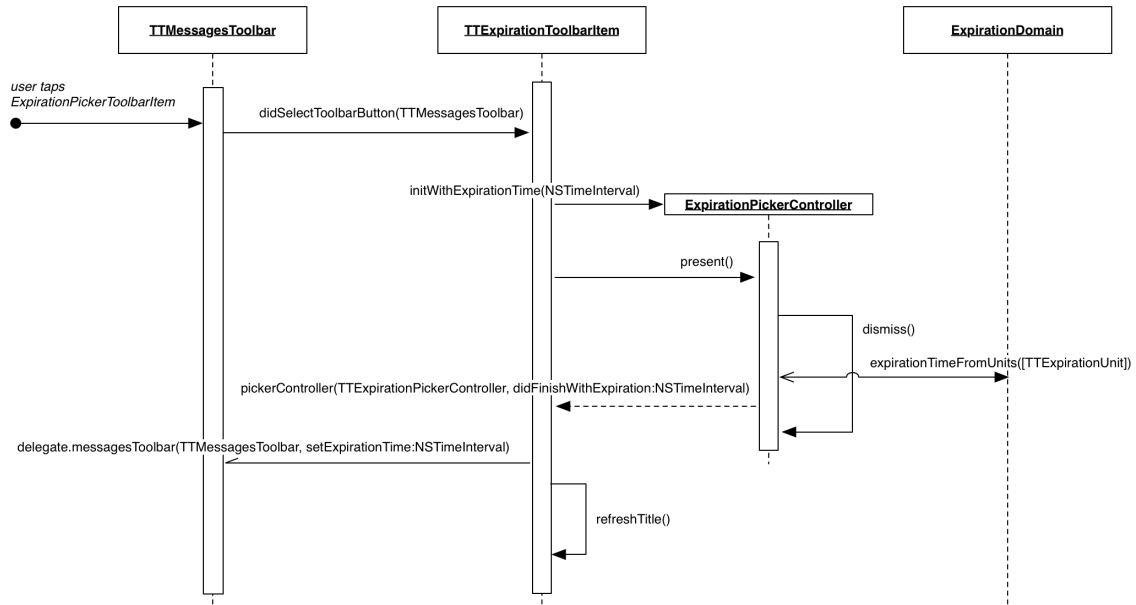 TTMessagesToolbar
TTExpirationToolbarItem
ExpirationDomain
user taps
ExpirationPickerToolbarItem
didSelectToolbarButton(TTMessagesToolbar)
initWithExpirationTime(NSTimeInterval)
ExpirationPickerController
present()
dismiss()
expirationTimeFromUnits([TTExpirationUnit])
pickerController(TTExpirationPickerController, didFinishWithExpiration:NSTimeInterval)
delegate.messagesToolbar(TTMessagesToolbar, setExpirationTime:NSTimeInterval)
refreshTitle()